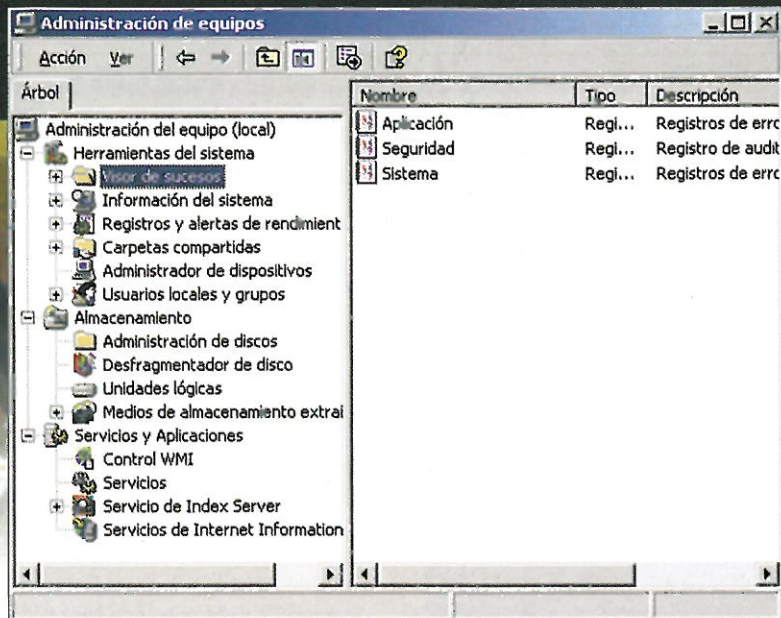 Administración de equipos
Acción Ver
Árbol
Administración del equipo (local)
Herramientas del sistema
Visor de sucesos
Información del sistema
Registros y alertas de rendimient
Carpetas compartidas
Administrador de dispositivos
Usuarios locales y grupos
Almacenamiento
Administración de discos
Desfragmentador de disco
Unidades lógicas
Medios de almacenamiento extrai
Servicios y Aplicaciones
Control WMI
Servicios
Servicio de Index Server
Servicios de Internet Information
Nombre Tipo Descripción
Aplicación Regi... Registros de errc
Seguridad Regi... Registro de audit
Sistema Regi... Registros de errc